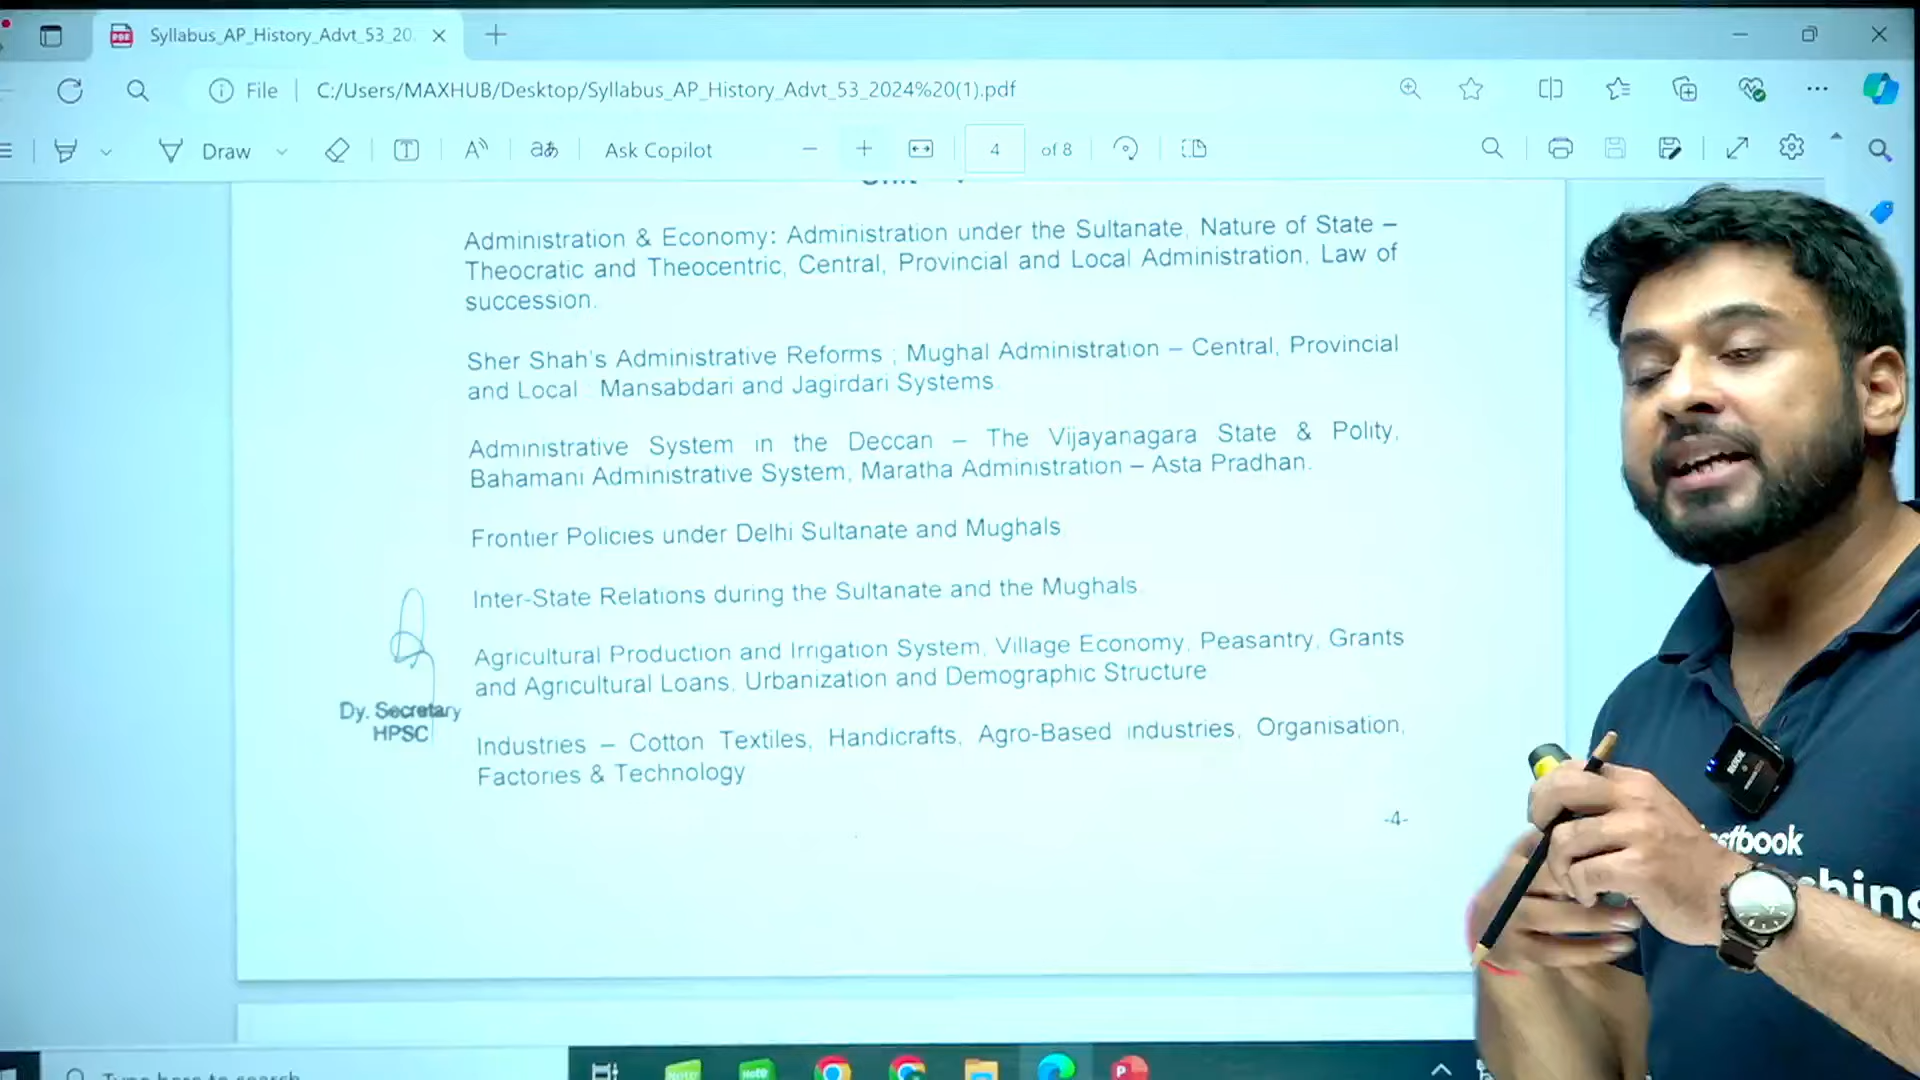 Syllabus_AP_History_Advt_53_20
File
C:/Users/MAXHUB/Desktop/Syllabus_AP_History_Advt_53_2024%20(1).pdf
Draw
Ask Copilot
4
of 8
Administration & Economy: Administration under the Sultanate, Nature of State –
Theocratic and Theocentric, Central, Provincial and Local Administration, Law of
succession.
Sher Shah's Administrative Reforms ; Mughal Administration – Central, Provincial
and Local : Mansabdari and Jagirdari Systems.
Administrative System in the Deccan – The Vijayanagara State & Polity,
Bahamani Administrative System, Maratha Administration – Asta Pradhan.
Frontier Policies under Delhi Sultanate and Mughals
Inter-State Relations during the Sultanate and the Mughals.
Agricultural Production and Irrigation System, Village Economy, Peasantry, Grants
and Agricultural Loans, Urbanization and Demographic Structure
Dy. Secretary
HPSC
Industries – Cotton Textiles, Handicrafts, Agro-Based industries, Organisation,
Factories & Technology
-4-
RØDE
Type here to search